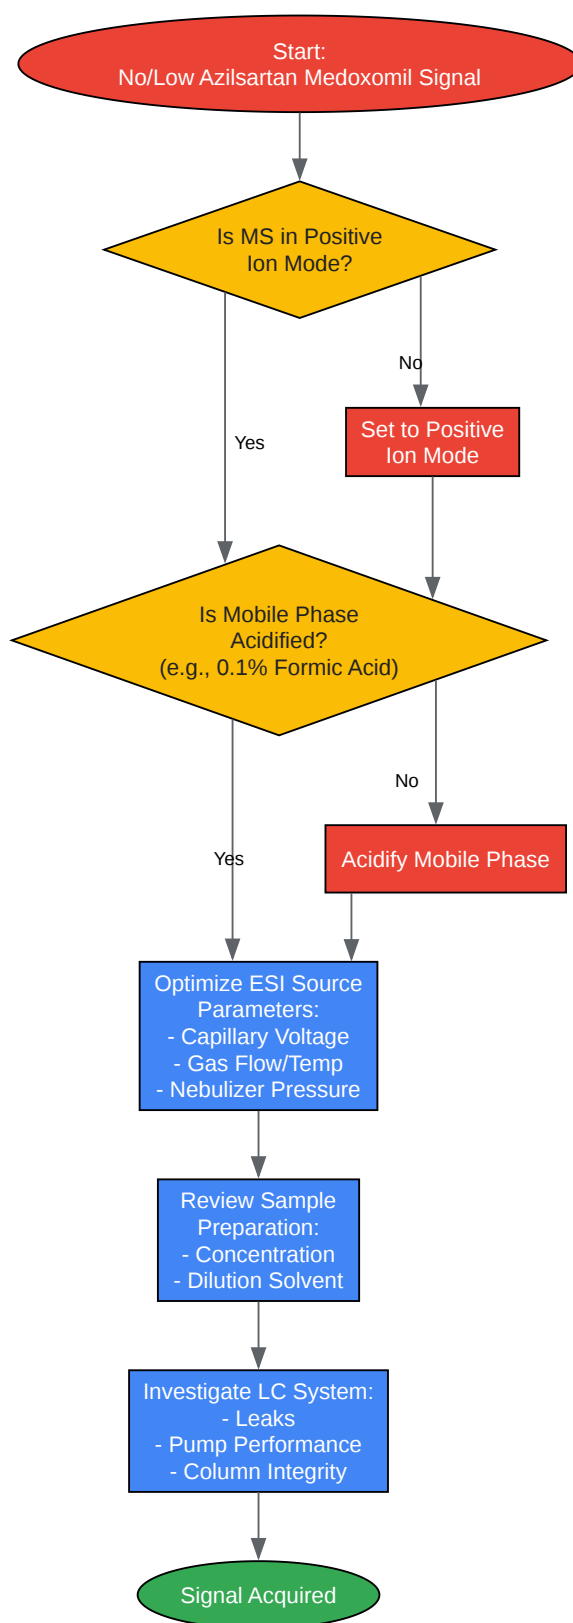 Start:
No/Low Azilsartan Medoxomil Signal
Is MS in Positive
Ion Mode?
No
Set to Positive
Ion Mode
Yes
Is Mobile Phase
Acidified?
(e.g., 0.1% Formic Acid)
No
Yes
Acidify Mobile Phase
Optimize ESI Source
Parameters:
- Capillary Voltage
- Gas Flow/Temp
- Nebulizer Pressure
Review Sample
Preparation:
- Concentration
- Dilution Solvent
Investigate LC System:
- Leaks
- Pump Performance
- Column Integrity
Signal Acquired